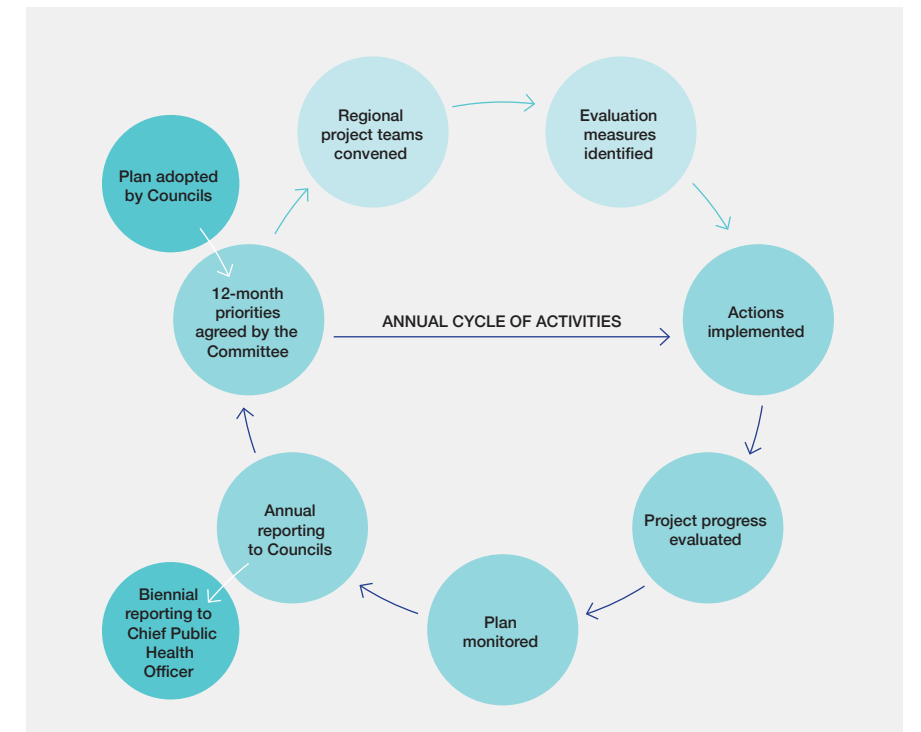 Regional
project teams
convened
Evaluation
measures
identified
Plan adopted
by Councils
12-month
priorities
agreed by the
Committee
ANNUAL CYCLE OF ACTIVITIES
Actions
implemented
Annual
reporting
to Councils
Project progress
evaluated
Biennial
reporting to
Chief Public
Health
Officer
Plan
monitored